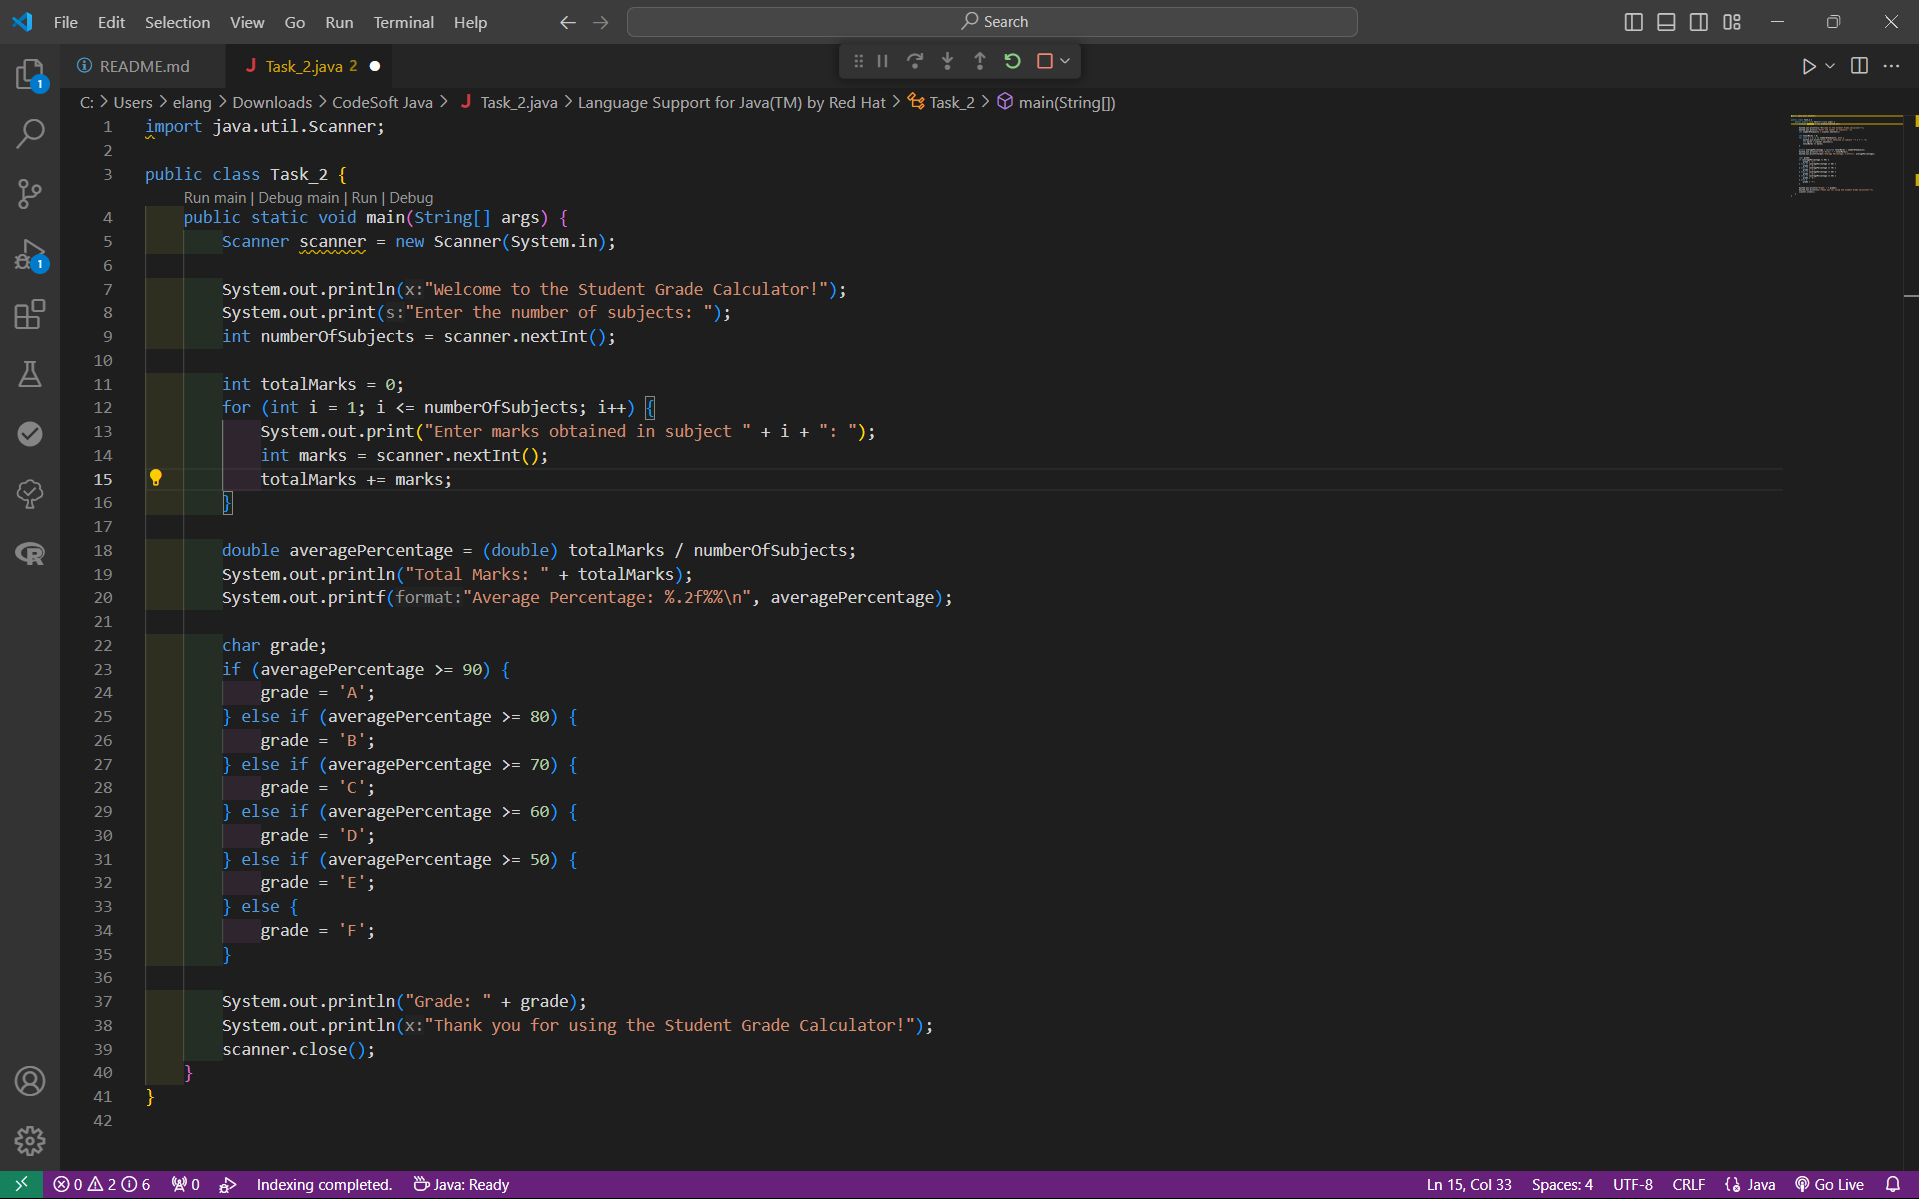 File Edit Selection View Go Run Terminal Help Search
README.md J Task_2.java 2
C: > Users > elang > Downloads > CodeSoft Java > J Task_2.java > Language Support for Java(TM) by Red Hat > Task_2 > main(String[])
1 import java.util.Scanner;
2
3 public class Task_2 {
Run main | Debug main | Run | Debug
4 public static void main(String[] args) {
5 Scanner scanner = new Scanner(System.in);
6
7 System.out.println(x:"Welcome to the Student Grade Calculator!");
8 System.out.print(s:"Enter the number of subjects: ");
9 int numberOfSubjects = scanner.nextInt();
10
11 int totalMarks = 0;
12 for (int i = 1; i <= numberOfSubjects; i++) {
13 System.out.print("Enter marks obtained in subject " + i + ": ");
14 int marks = scanner.nextInt();
15 totalMarks += marks;
16 }
17
18 double averagePercentage = (double) totalMarks / numberOfSubjects;
19 System.out.println("Total Marks: " + totalMarks);
20 System.out.printf(format:"Average Percentage: %.2f%%\n", averagePercentage);
21
22 char grade;
23 if (averagePercentage >= 90) {
24 grade = 'A';
25 } else if (averagePercentage >= 80) {
26 grade = 'B';
27 } else if (averagePercentage >= 70) {
28 grade = 'C';
29 } else if (averagePercentage >= 60) {
30 grade = 'D';
31 } else if (averagePercentage >= 50) {
32 grade = 'E';
33 } else {
34 grade = 'F';
35 }
36
37 System.out.println("Grade: " + grade);
38 System.out.println(x:"Thank you for using the Student Grade Calculator!");
39 scanner.close();
40 }
41 }
42
1
1
R
0 2 6 0 Indexing completed. Java: Ready Ln 15, Col 33 Spaces: 4 UTF-8 CRLF Java Go Live